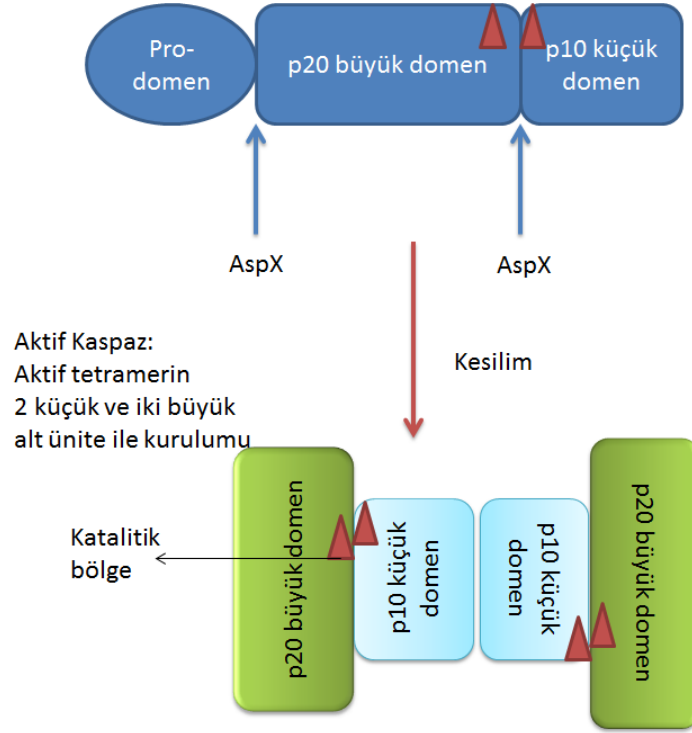 Pro-
domen
p20 büyük domen
p10 küçük
domen
AspX
AspX
Aktif Kaspaz:
Aktif tetramerin
2 küçük ve iki büyük
alt ünite ile kurulumu
Kesilim
Katalitik
bölge
p20 büyük domen
p10 küçük
domen
p10 küçük
domen
p20 büyük domen